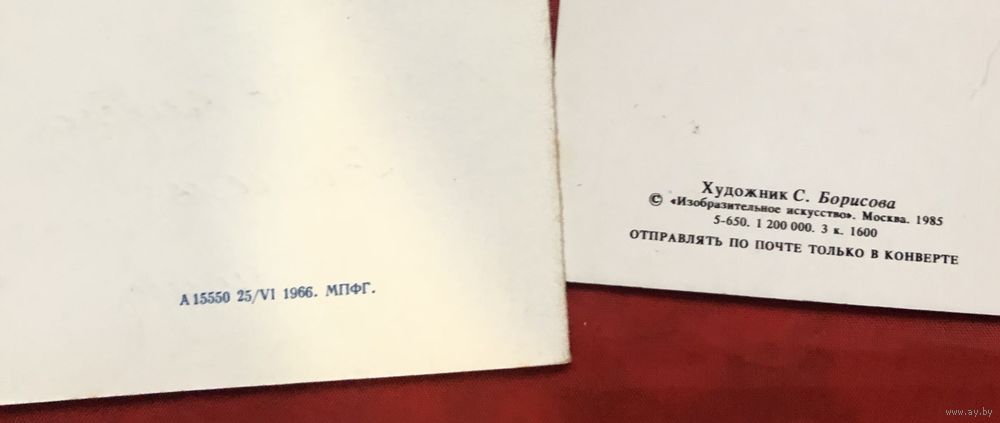 А 15550 25/VI 1966. МПФГ.
Художник С. Борисова
© «Изобразительное искусство». Москва. 1985
5-650. 1 200 000. 3 к. 1600
ОТПРАВЛЯТЬ ПО ПОЧТЕ ТОЛЬКО В КОНВЕРТЕ
www.ay.by